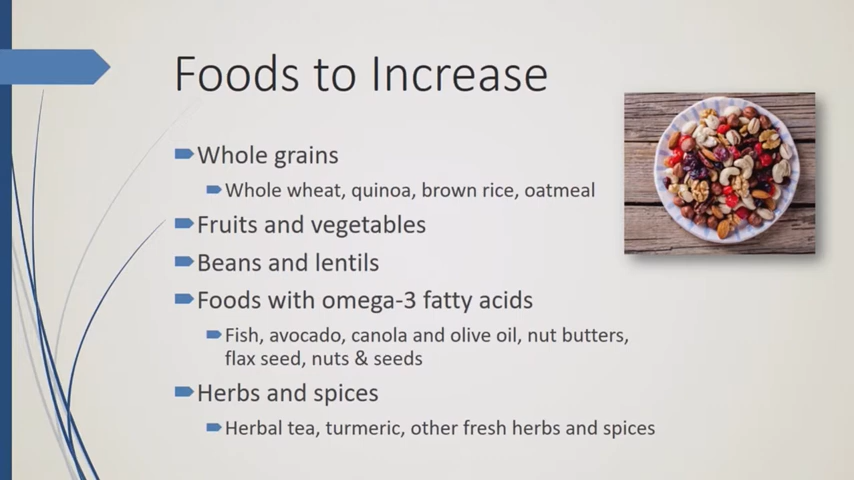 Foods to Increase
Whole grains
Whole wheat, quinoa, brown rice, oatmeal
Fruits and vegetables
Beans and lentils
Foods with omega-3 fatty acids
Fish, avocado, canola and olive oil, nut butters,
flax seed, nuts & seeds
Herbs and spices
Herbal tea, turmeric, other fresh herbs and spices